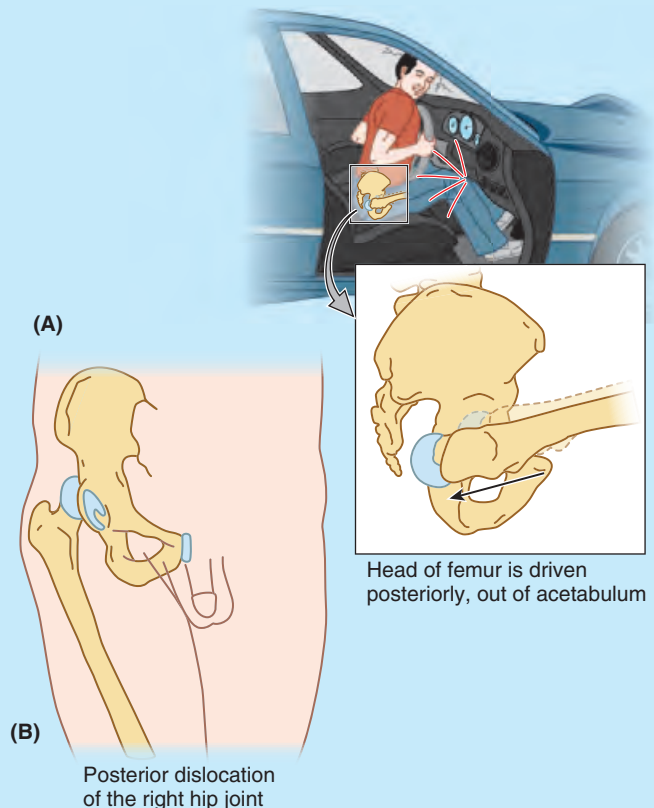 (A)
Head of femur is driven
posteriorly, out of acetabulum
(B)
Posterior dislocation
of the right hip joint